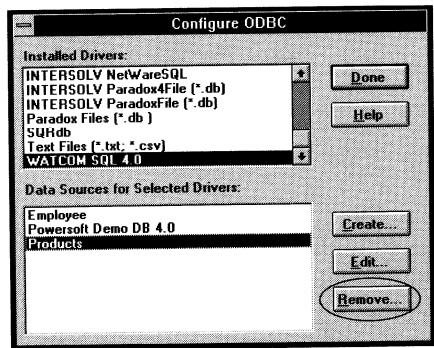 Configure ODBC
Installed Drivers:
INTERSOLV NetWareSQL
INTERSOLV Paradox4File (*.db)
INTERSOLV ParadoxFile (*.db)
Paradox Files (*.db )
SQRdb
Text Files (*.txt; *.csv)
WATCOM SQL 4.0
Done
Help
Data Sources for Selected Drivers:
Employee
Powersoft Demo DB 4.0
Products
Create...
Edit...
Remove...